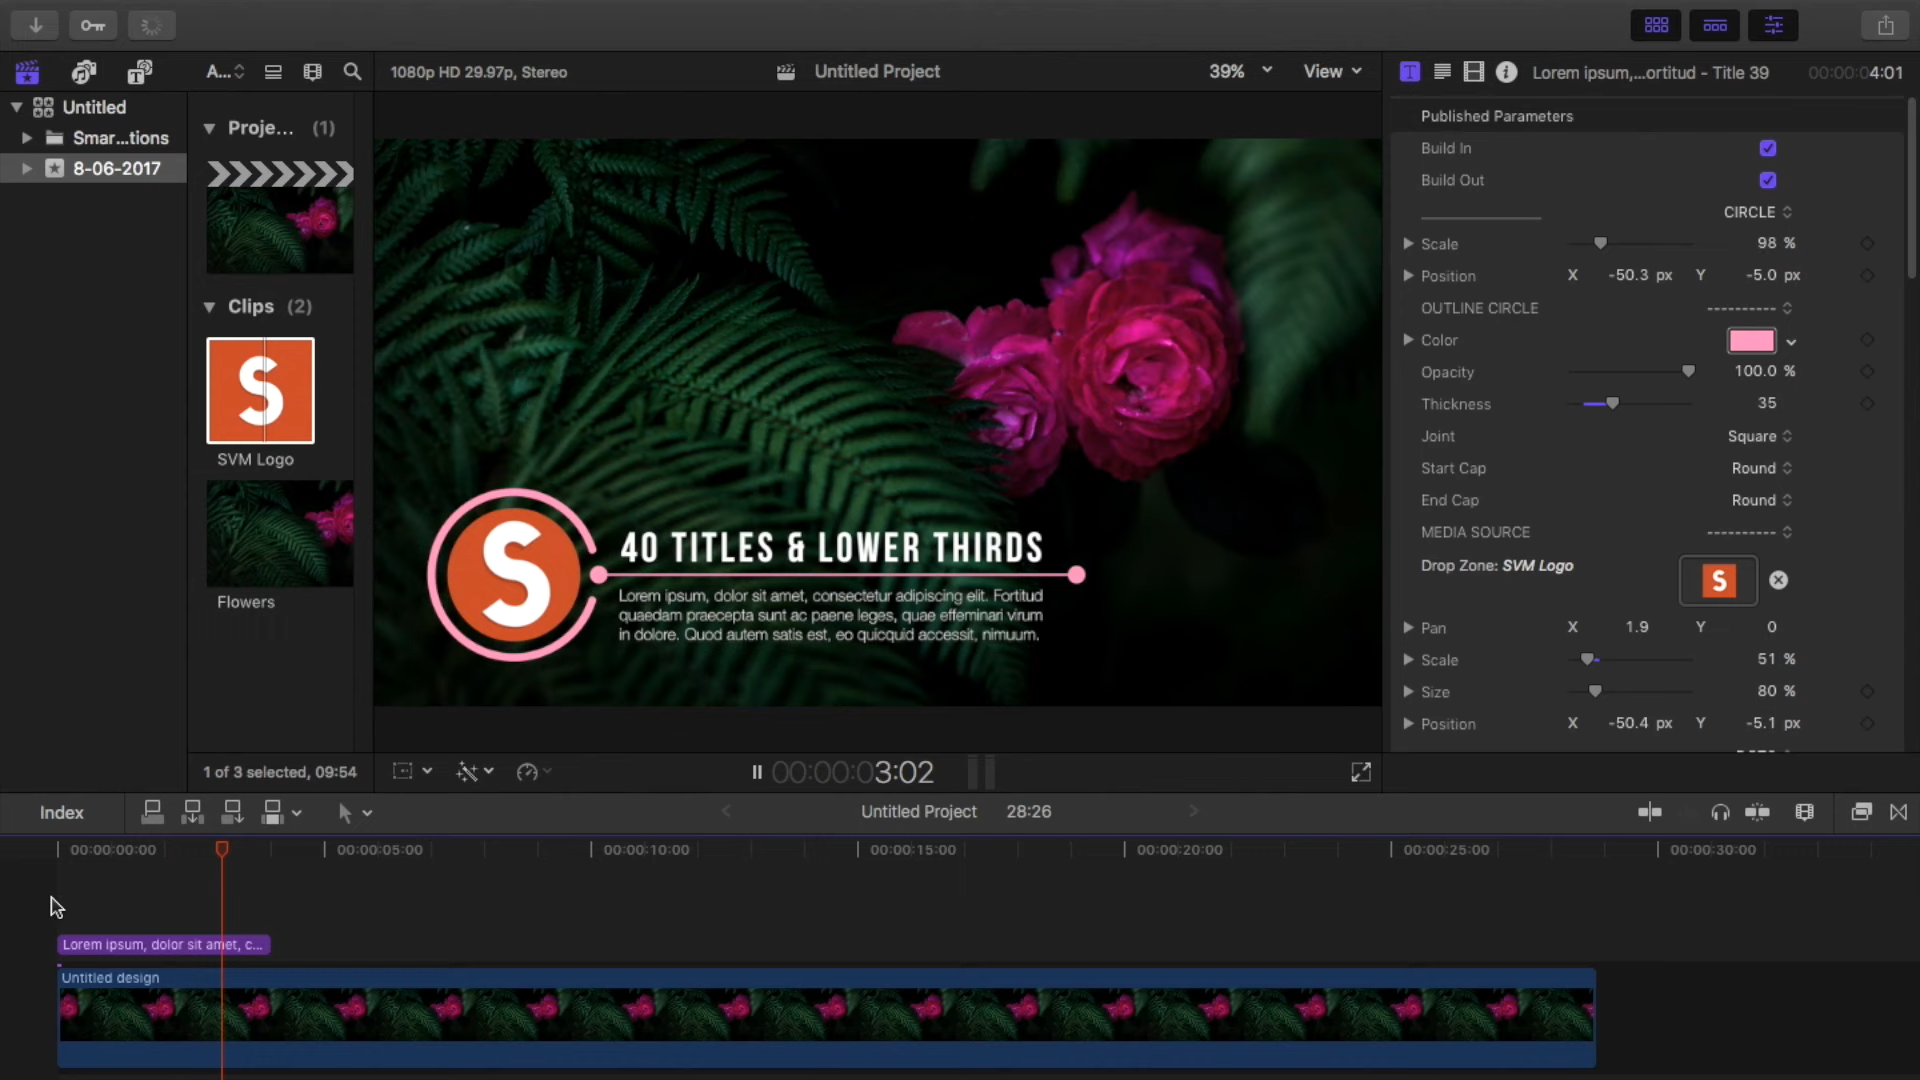 A...
1080p HD 29.97p, Stereo
Untitled Project
39%
View
T
Lorem ipsum,...ortitud - Title 39
00:00:04:01
Untitled
Smar...tions
8-06-2017
Proje... (1)
Clips (2)
S
SVM Logo
Flowers
S
40 TITLES & LOWER THIRDS
Lorem ipsum, dolor sit amet, consectetur adipiscing elit. Fortitud
quaedam praecepta sunt ac paene leges, quae effeminari virum
in dolore. Quod autem satis est, eo quicquid accessit, nimuum.
Published Parameters
Build In
Build Out
CIRCLE
Scale 98 %
Position X -50.3 px Y -5.0 px
OUTLINE CIRCLE ----------
Color
Opacity 100.0 %
Thickness 35
Joint Square
Start Cap Round
End Cap Round
MEDIA SOURCE ----------
Drop Zone: SVM Logo
S
Pan X 1.9 Y 0
Scale 51 %
Size 80 %
Position X -50.4 px Y -5.1 px
1 of 3 selected, 09:54
00:00:03:02
Index
Untitled Project 28:26
00:00:00:00
00:00:05:00
00:00:10:00
00:00:15:00
00:00:20:00
00:00:25:00
00:00:30:00
Lorem ipsum, dolor sit amet, c...
Untitled design